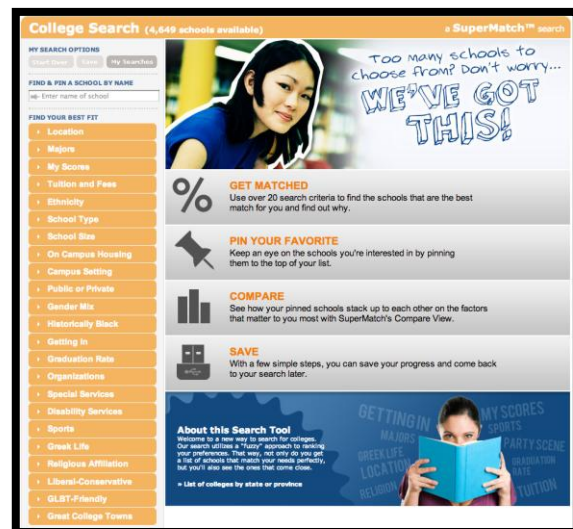 College Search (4,849 schools available)
a SuperMatch™ search
MY SEARCH OPTIONS
Start Over Save My Searches
FIND & PIN A SCHOOL BY NAME
Enter name of school
FIND YOUR BEST FIT
Location
Majors
My Scores
Tuition and Fees
Ethnicity
School Type
School Size
On Campus Housing
Campus Setting
Public or Private
Gender Mix
Historically Black
Getting In
Graduation Rate
Organizations
Special Services
Disability Services
Sports
Greek Life
Religious Affiliation
Liberal-Conservative
GLBT-Friendly
Great College Towns
Too many schools to
choose from? Don't worry...
WE'VE GOT
THIS!
GET MATCHED
Use over 20 search criteria to find the schools that are the best
match for you and find out why.
PIN YOUR FAVORITE
Keep an eye on the schools you're interested in by pinning
them to the top of your list.
COMPARE
See how your pinned schools stack up to each other on the factors
that matter to you most with SuperMatch's Compare View.
SAVE
With a few simple steps, you can save your progress and come back
to your search later.
About this Search Tool
Welcome to a new way to search for colleges.
Our search utilizes a "fuzzy" approach to ranking
your preferences. That way, not only do you get
a list of schools that match your needs perfectly,
but you'll also see the ones that come close.
» List of colleges by state or province
GETTING IN
MAJORS
GREEK LIFE
LOCATION
RELIGION
MY SCORES
SPORTS
PARTY SCENE
GRADUATION
RATE
TUITION